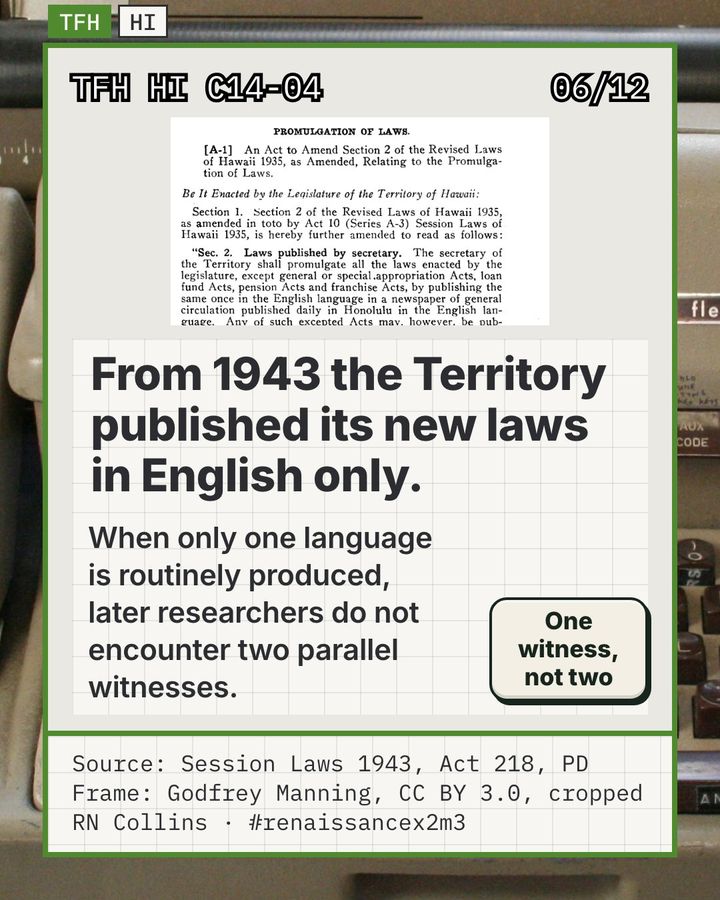 TFH HI
TFH HI C14-04
06/12
PROMULGATION OF LAWS.
[A-1] An Act to Amend Section 2 of the Revised Laws
of Hawaii 1935, as Amended, Relating to the Promulga-
tion of Laws.
Be It Enacted by the Legislature of the Territory of Hawaii:
Section 1. Section 2 of the Revised Laws of Hawaii 1935,
as amended in toto by Act 10 (Series A-3) Session Laws of
Hawaii 1935, is hereby further amended to read as follows:
"Sec. 2. Laws published by secretary. The secretary of
the Territory shall promulgate all the laws enacted by the
legislature, except general or special appropriation Acts, loan
fund Acts, pension Acts and franchise Acts, by publishing the
same once in the English language in a newspaper of general
circulation published daily in Honolulu in the English lan-
guage. Any of such excepted Acts may, however, be pub-
From 1943 the Territory
published its new laws
in English only.
When only one language
is routinely produced,
later researchers do not
encounter two parallel
witnesses.
One
witness,
not two
Source: Session Laws 1943, Act 218, PD
Frame: Godfrey Manning, CC BY 3.0, cropped
RN Collins · #renaissancex2m3
fle
AUX
CODE
AN